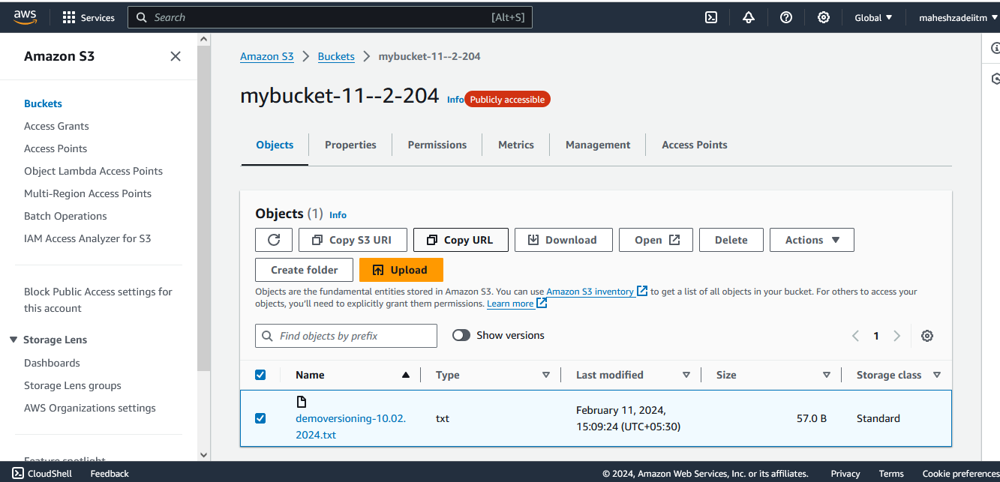 aws Services Search [Alt+S] Global maheshzadeiitm
Amazon S3
Buckets
Access Grants
Access Points
Object Lambda Access Points
Multi-Region Access Points
Batch Operations
IAM Access Analyzer for S3
Block Public Access settings for
this account
Storage Lens
Dashboards
Storage Lens groups
AWS Organizations settings
Feature spotlight
Amazon S3 > Buckets > mybucket-11--2-204
mybucket-11--2-204 Info Publicly accessible
Objects Properties Permissions Metrics Management Access Points
Objects (1) Info
Copy S3 URI Copy URL Download Open Delete Actions
Create folder Upload
Objects are the fundamental entities stored in Amazon S3. You can use Amazon S3 inventory to get a list of all objects in your bucket. For others to access your
objects, you'll need to explicitly grant them permissions. Learn more
Find objects by prefix Show versions 1
Name Type Last modified Size Storage class
demoversioning-10.02.
2024.txt
txt
February 11, 2024,
15:09:24 (UTC+05:30)
57.0 B
Standard
CloudShell Feedback © 2024, Amazon Web Services, Inc. or its affiliates. Privacy Terms Cookie preferences